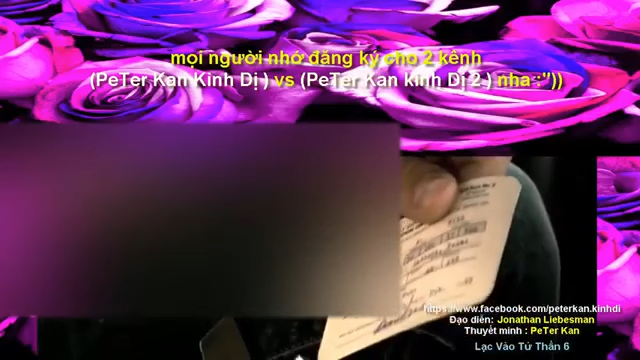 mọi người nhớ đăng ký cho 2 kênh
(PeTer Kan Kinh Dị ) vs (PeTer Kan kinh Dị 2 ) nha :"))
https://www.facebook.com/peterkan.kinhdi
Đạo diễn: Jonathan Liebesman
Thuyết minh : PeTer Kan
Lạc Vào Tử Thần 6